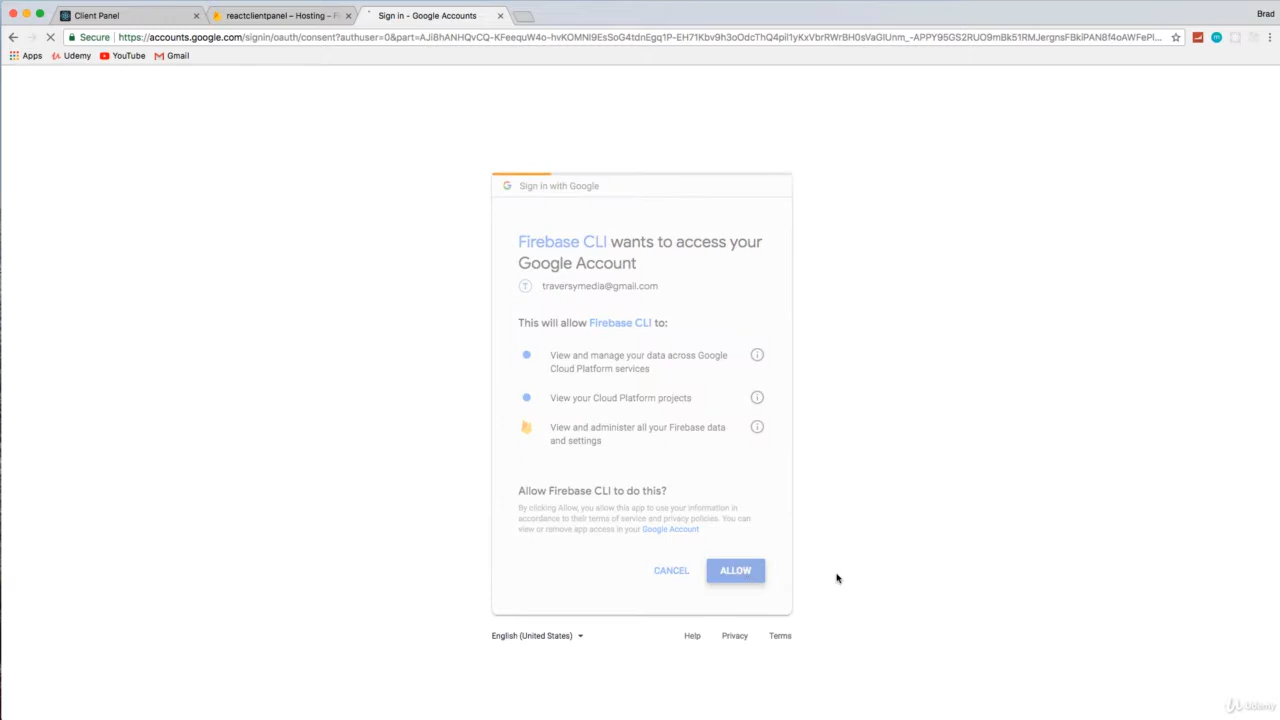 Client Panel
reactclientpanel – Hosting – Fi
Sign in - Google Accounts
Brad
Secure
Apps
Udemy
YouTube
Gmail
Sign in with Google
Firebase CLI wants to access your
Google Account
T
traversymedia@gmail.com
This will allow Firebase CLI to:
View and manage your data across Google
Cloud Platform services
View your Cloud Platform projects
View and administer all your Firebase data
and settings
Allow Firebase CLI to do this?
By clicking Allow, you allow this app to use your information in
accordance to their terms of service and privacy policies. You can
view or remove app access in your Google Account
CANCEL
ALLOW
English (United States)
Help
Privacy
Terms
Udemy